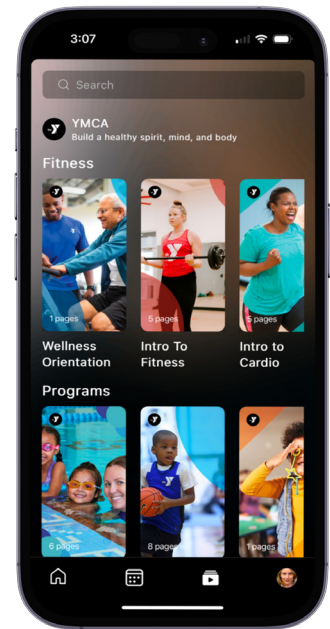 3:07
Search
YMCA
Build a healthy spirit, mind, and body
Fitness
1 pages
5 pages
5 pages
Wellness
Orientation
Intro To
Fitness
Intro to
Cardio
Programs
6 pages
8 pages
1 pages